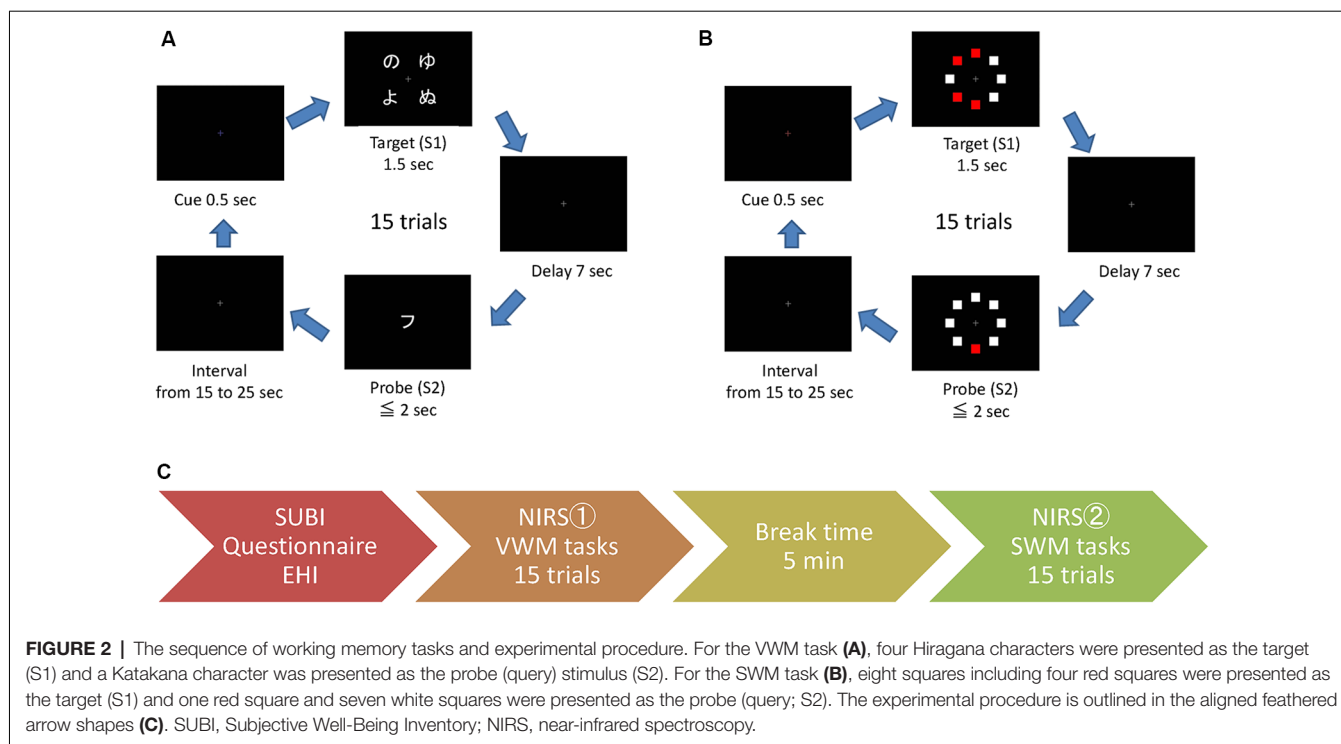 A
の ゆ
よ ぬ
Target (S1)
1.5 sec
Cue 0.5 sec
15 trials
Delay 7 sec
フ
Probe (S2)
≦ 2 sec
Interval
from 15 to 25 sec
B
Target (S1)
1.5 sec
Cue 0.5 sec
15 trials
Delay 7 sec
Probe (S2)
≦ 2 sec
Interval
from 15 to 25 sec
C
SUBI
Questionnaire
EHI
NIRS①
VWM tasks
15 trials
Break time
5 min
NIRS②
SWM tasks
15 trials
FIGURE 2 | The sequence of working memory tasks and experimental procedure. For the VWM task (A), four Hiragana characters were presented as the target
(S1) and a Katakana character was presented as the probe (query) stimulus (S2). For the SWM task (B), eight squares including four red squares were presented as
the target (S1) and one red square and seven white squares were presented as the probe (query; S2). The experimental procedure is outlined in the aligned feathered
arrow shapes (C). SUBI, Subjective Well-Being Inventory; NIRS, near-infrared spectroscopy.